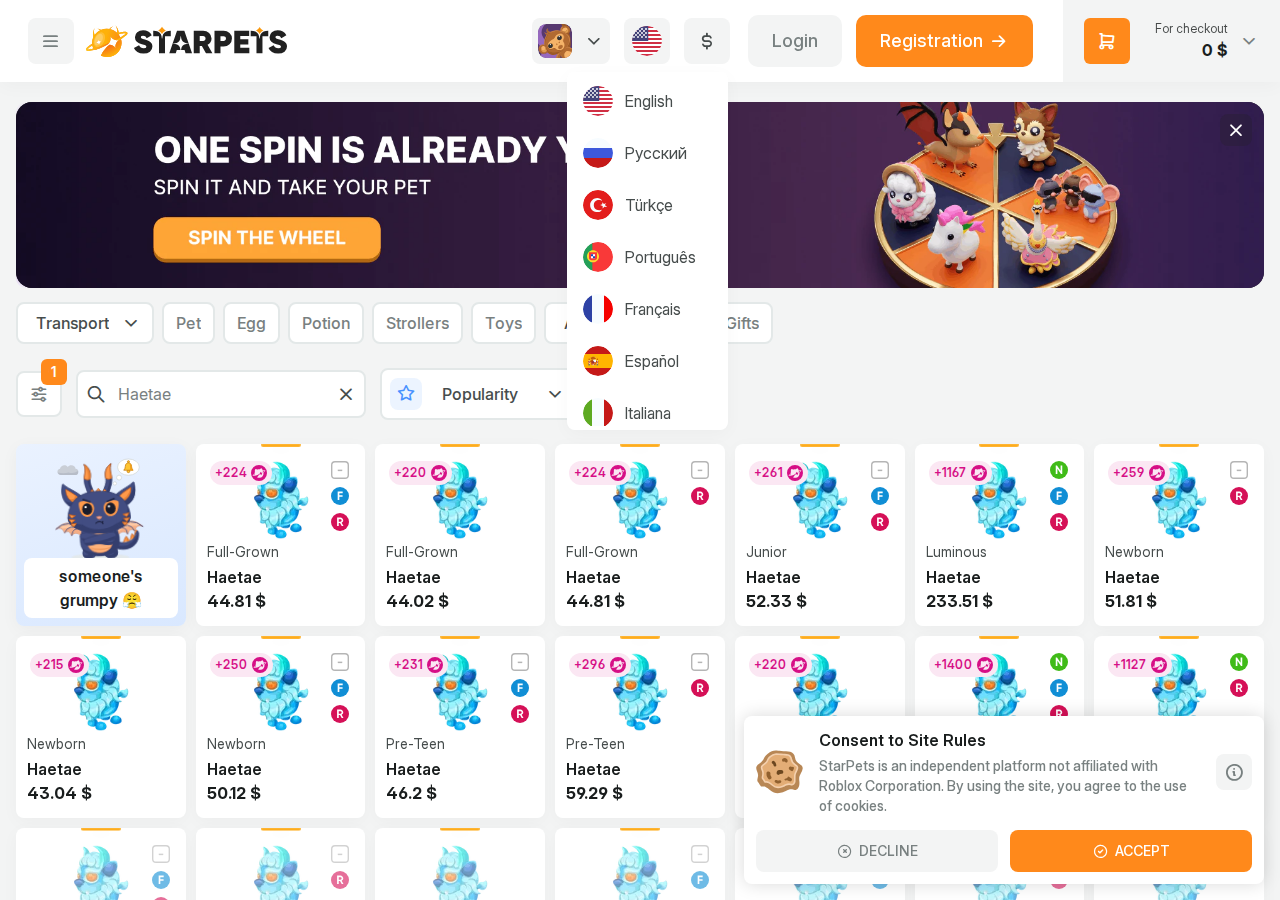 STARPETS
$
Login
Registration
For checkout
0 $
English
Русский
Türkçe
Português
Français
Español
Italiana
ONE SPIN IS ALREADY
SPIN IT AND TAKE YOUR PET
SPIN THE WHEEL
Transport
Pet
Egg
Potion
Strollers
Toys
Gifts
1
Haetae
Popularity
someone's
grumpy 😤
+224
-
F
R
Full-Grown
Haetae
44.81 $
+220
Full-Grown
Haetae
44.02 $
+224
-
R
Full-Grown
Haetae
44.81 $
+261
-
F
R
Junior
Haetae
52.33 $
+1167
N
F
R
Luminous
Haetae
233.51 $
+259
-
R
Newborn
Haetae
51.81 $
+215
Newborn
Haetae
43.04 $
+250
-
F
R
Newborn
Haetae
50.12 $
+231
-
F
R
Pre-Teen
Haetae
46.2 $
+296
-
R
Pre-Teen
Haetae
59.29 $
+220
+1400
N
F
R
+1127
N
R
Consent to Site Rules
StarPets is an independent platform not affiliated with
Roblox Corporation. By using the site, you agree to the use
of cookies.
DECLINE
ACCEPT
-
F
-
R
-
-
F